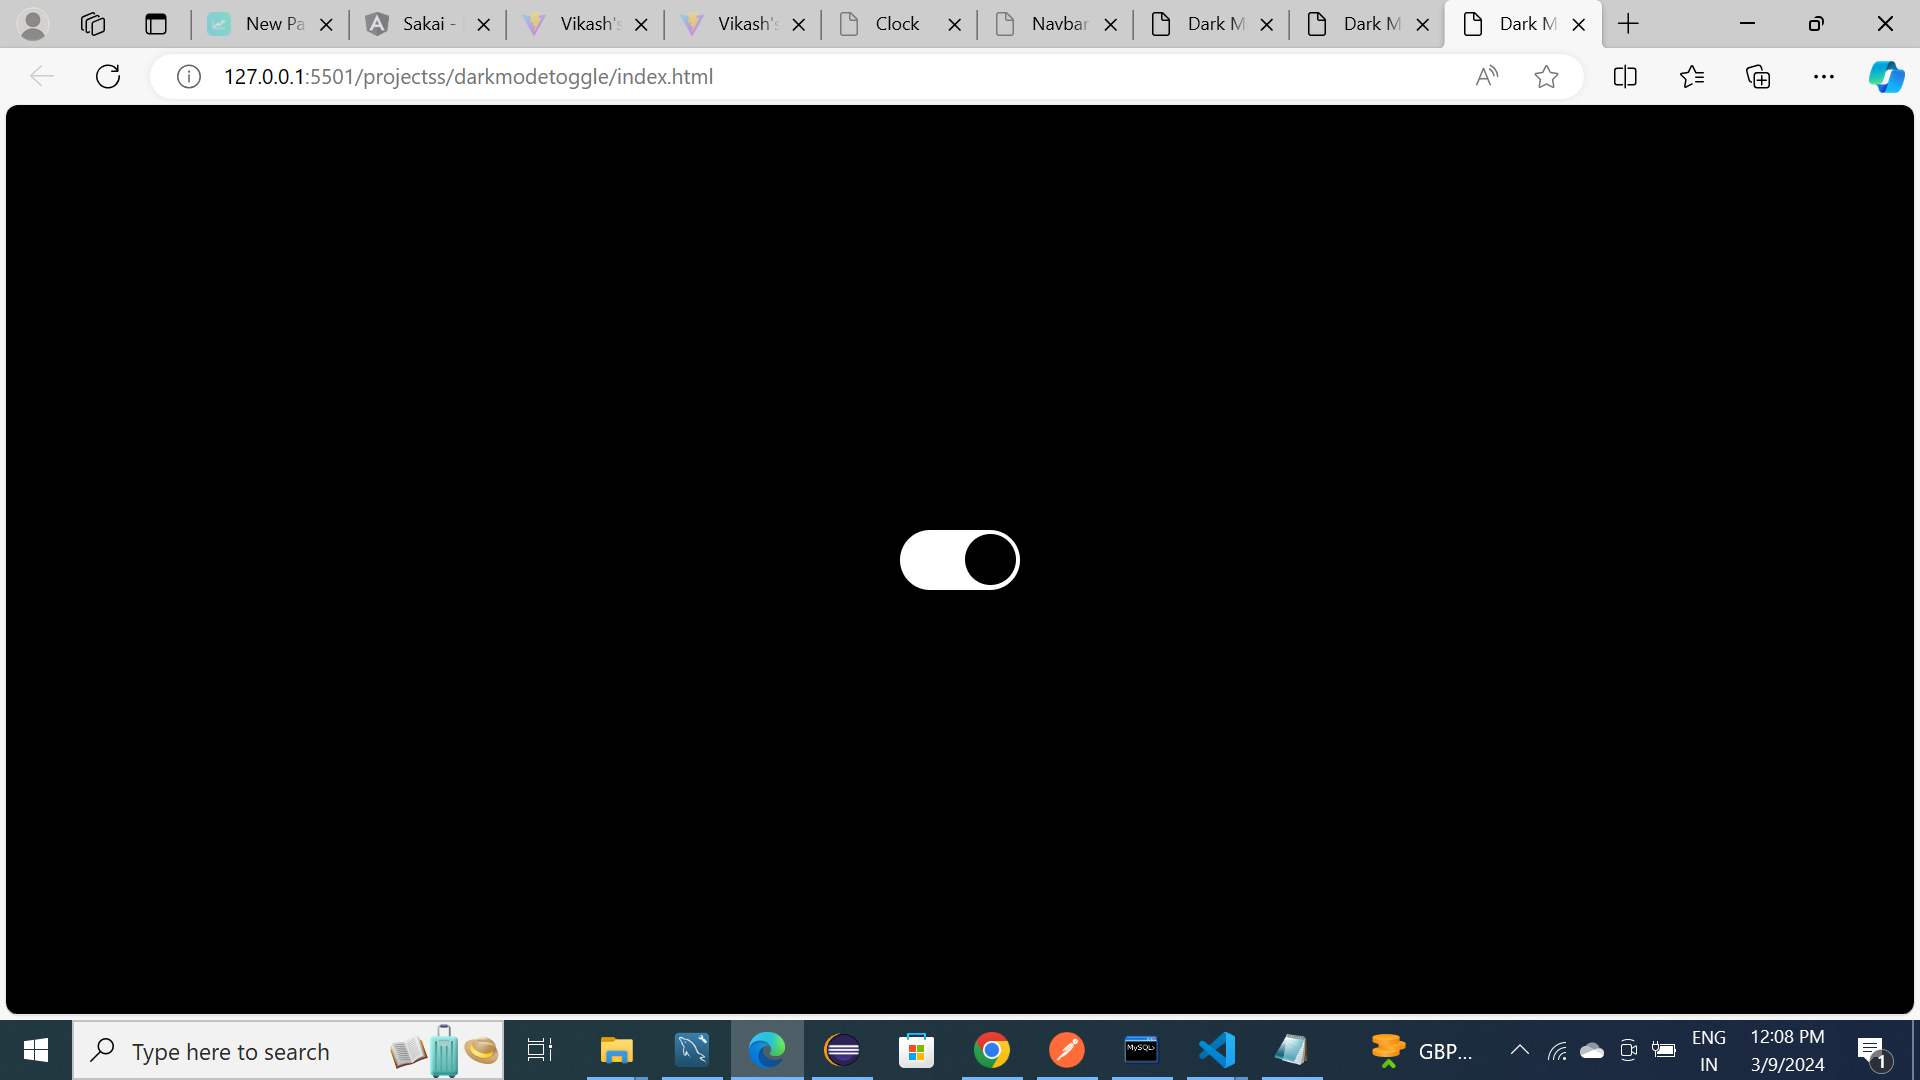 New Pa
Sakai -
Vikash's
Vikash's
Clock
Navbar
Dark M
Dark M
Dark M
127.0.0.1:5501/projectss/darkmodetoggle/index.html
Type here to search
MySQL
GBP...
ENG
IN
12:08 PM
3/9/2024
1